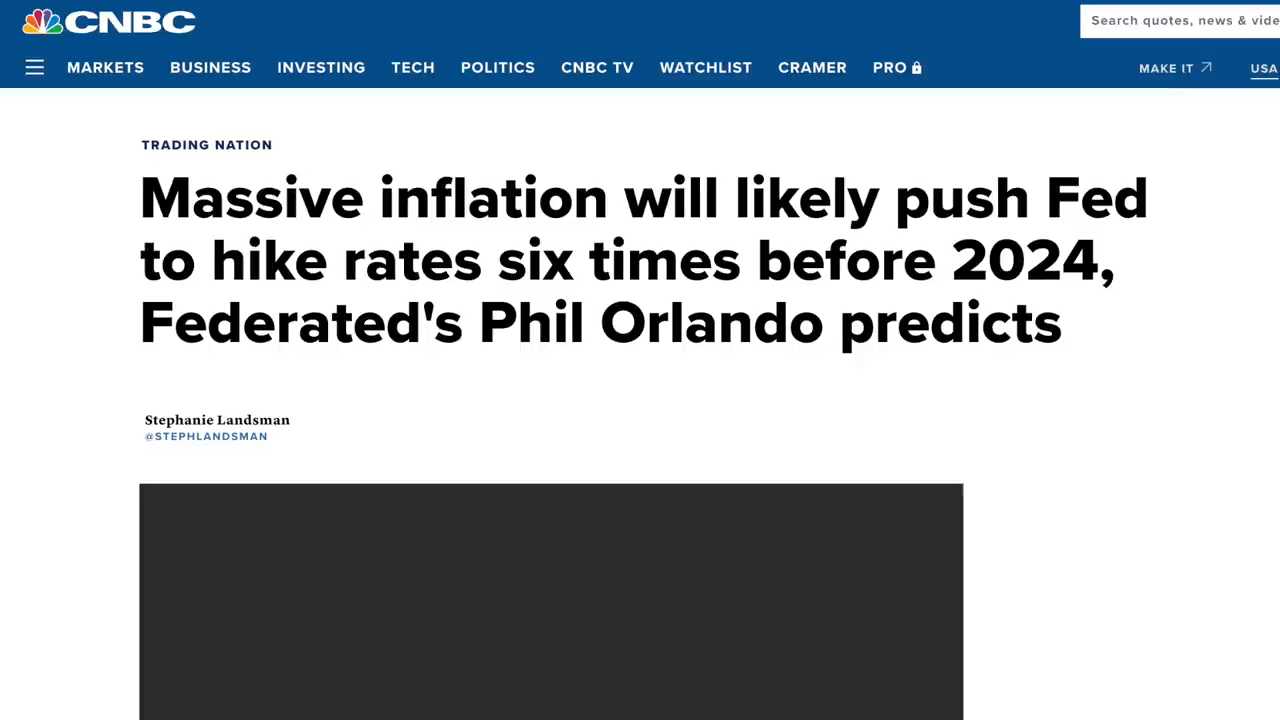 CNBC
Search quotes, news & vide
MARKETS BUSINESS INVESTING TECH POLITICS CNBC TV WATCHLIST CRAMER PRO MAKE IT USA
TRADING NATION
Massive inflation will likely push Fed
to hike rates six times before 2024,
Federated's Phil Orlando predicts
Stephanie Landsman
@STEPHLANDSMAN